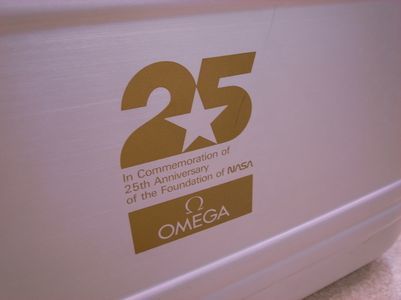 25
In Commemoration of
25th Anniversary
of the Foundation of NASA
Ω
OMEGA